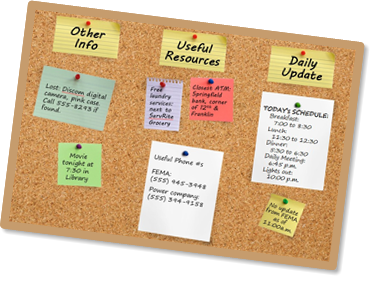 Other
Info
Lost: Discom digital
camera, pink case.
Call 555-8293 if
found.
Movie
tonight at
7:30 in
Library
Useful
Resources
Free
laundry
services:
next to
ServRite
Grocery
Closest ATM:
Springfield
bank, corner
of 12th &
Franklin
Useful Phone #s
FEMA:
(555) 945-3948
Power company:
(555) 394-9158
Daily
Update
TODAY's SCHEDULE:
Breakfast:
7:00 to 8:30
Lunch:
11:30 to 12:30
Dinner:
5:30 to 6:30
Daily Meeting:
6:45 p.m.
Lights out:
10:00 p.m.
No update
from FEMA
as of
11:00a.m.